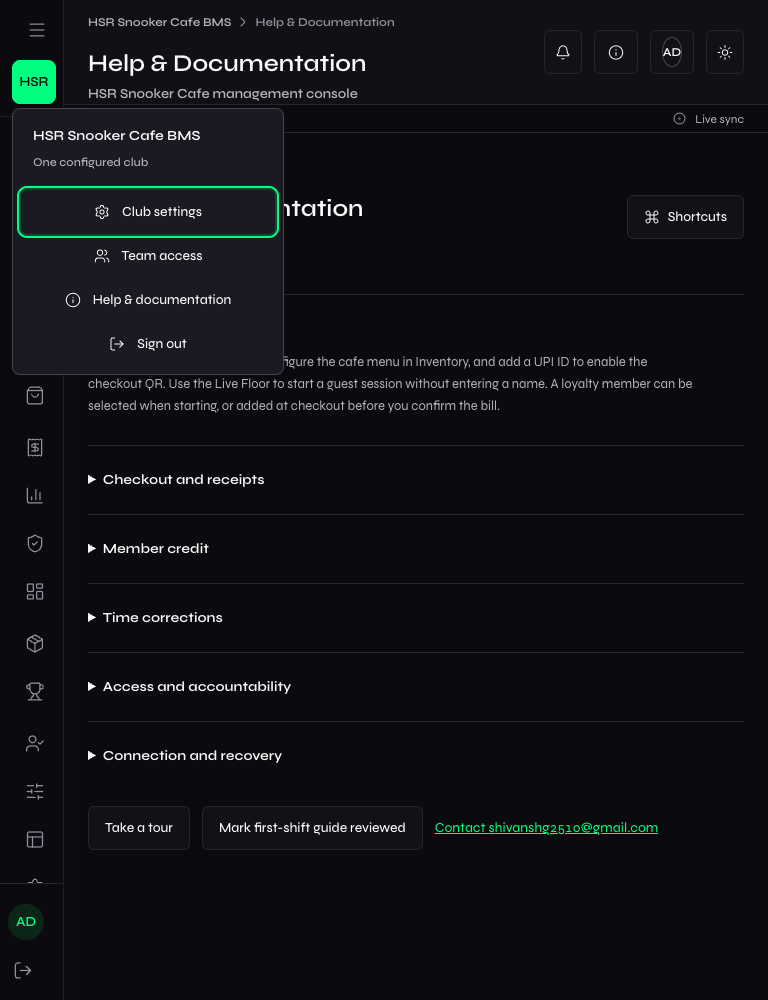 HSR Snooker Cafe BMS > Help & Documentation
Help & Documentation
HSR Snooker Cafe management console
HSR
AD
Live sync
HSR Snooker Cafe BMS
One configured club
Club settings
Team access
Help & documentation
Sign out
Shortcuts
the cafe menu in Inventory, and add a UPI ID to enable the
checkout QR. Use the Live Floor to start a guest session without entering a name. A loyalty member can be
selected when starting, or added at checkout before you confirm the bill.
Checkout and receipts
Member credit
Time corrections
Access and accountability
Connection and recovery
Take a tour
Mark first-shift guide reviewed
Contact shivanshg2510@gmail.com
AD